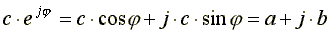 c · e^{jφ} = c · cos φ + j · c · sin φ = a + j · b